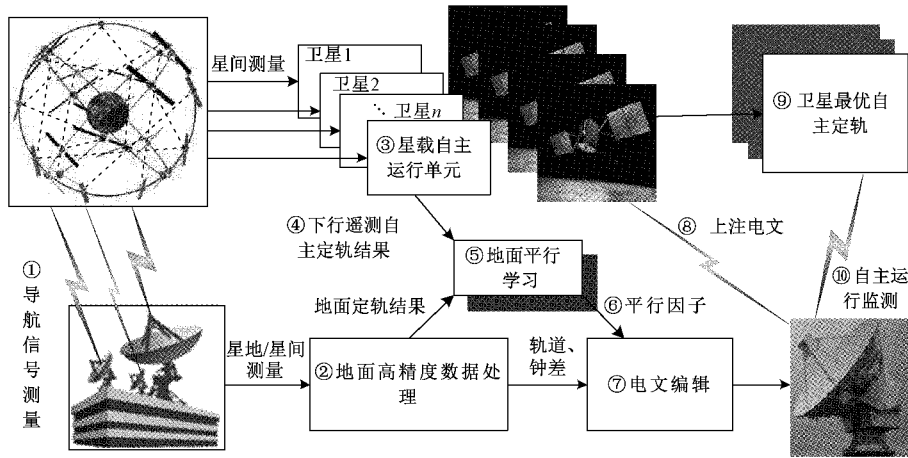 星间测量
卫星1
卫星2
⋱ 卫星n
③星载自主
运行单元
⑨卫星最优自
主定轨
④下行遥测自
主定轨结果
⑧ 上注电文
⑤地面平行
学习
⑩自主运
行监测
①
导
航
信
号
测
量
地面定轨结果
⑥平行因子
星地/星间
测量
②地面高精度数据处
理
轨道、
钟差
⑦电文编辑